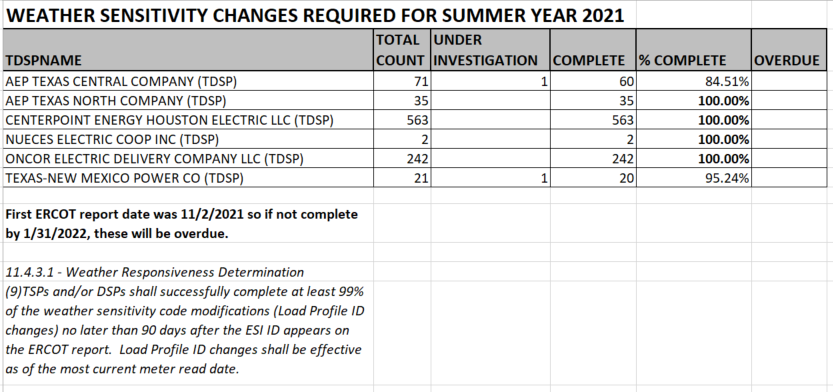 WEATHER SENSITIVITY CHANGES REQUIRED FOR SUMMER YEAR 2021
TDSPNAME TOTAL COUNT UNDER INVESTIGATION COMPLETE % COMPLETE OVERDUE
AEP TEXAS CENTRAL COMPANY (TDSP) 71 1 60 84.51%
AEP TEXAS NORTH COMPANY (TDSP) 35 35 100.00%
CENTERPOINT ENERGY HOUSTON ELECTRIC LLC (TDSP) 563 563 100.00%
NUECES ELECTRIC COOP INC (TDSP) 2 2 100.00%
ONCOR ELECTRIC DELIVERY COMPANY LLC (TDSP) 242 242 100.00%
TEXAS-NEW MEXICO POWER CO (TDSP) 21 1 20 95.24%
First ERCOT report date was 11/2/2021 so if not complete
by 1/31/2022, these will be overdue.
11.4.3.1 - Weather Responsiveness Determination
(9)TSPs and/or DSPs shall successfully complete at least 99%
of the weather sensitivity code modifications (Load Profile ID
changes) no later than 90 days after the ESI ID appears on
the ERCOT report.  Load Profile ID changes shall be effective
as of the most current meter read date.